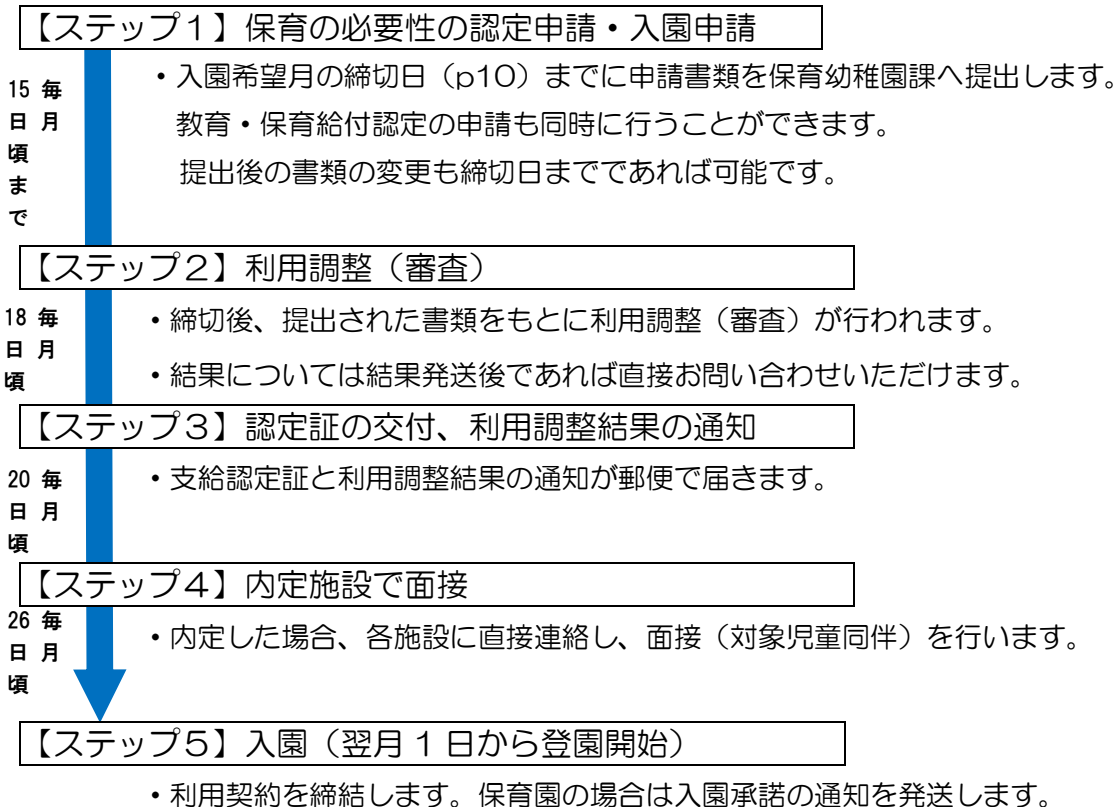 【ステップ1】保育の必要性の認定申請・入園申請
毎月
15日頃まで
・入園希望月の締切日（p10）までに申請書類を保育幼稚園課へ提出します。
教育・保育給付認定の申請も同時に行うことができます。
提出後の書類の変更も締切日までであれば可能です。
【ステップ2】利用調整（審査）
毎月
18日頃
・締切後、提出された書類をもとに利用調整（審査）が行われます。
・結果については結果発送後であれば直接お問い合わせいただけます。
【ステップ3】認定証の交付、利用調整結果の通知
毎月
20日頃
・支給認定証と利用調整結果の通知が郵便で届きます。
【ステップ4】内定施設で面接
毎月
26日頃
・内定した場合、各施設に直接連絡し、面接（対象児童同伴）を行います。
【ステップ5】入園（翌月1日から登園開始）
・利用契約を締結します。保育園の場合は入園承諾の通知を発送します。